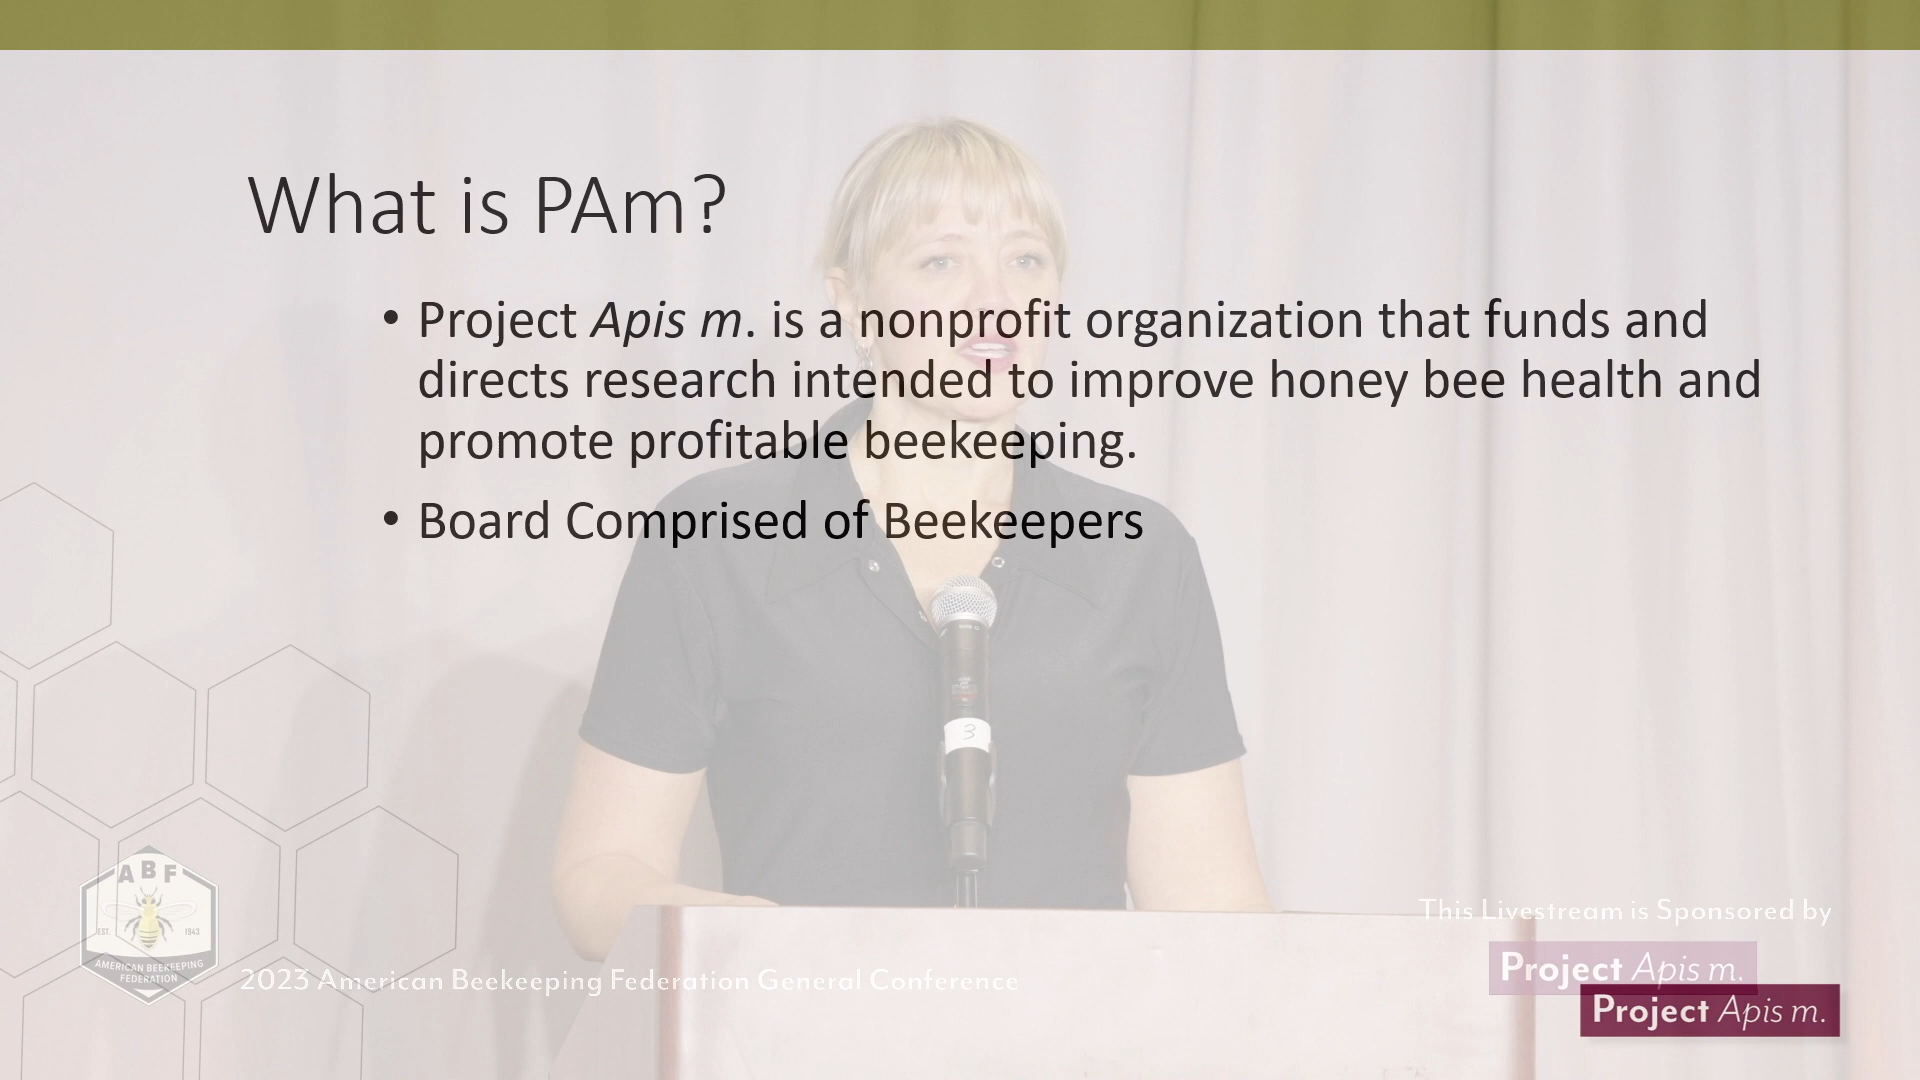 What is PAm?
• Project Apis m. is a nonprofit organization that funds and
directs research intended to improve honey bee health and
promote profitable beekeeping.
• Board Comprised of Beekeepers
3
ABF
EST. 1943
AMERICAN BEEKEEPING
FEDERATION
2023 American Beekeeping Federation General Conference
This Livestream is Sponsored by
Project Apis m.
Project Apis m.